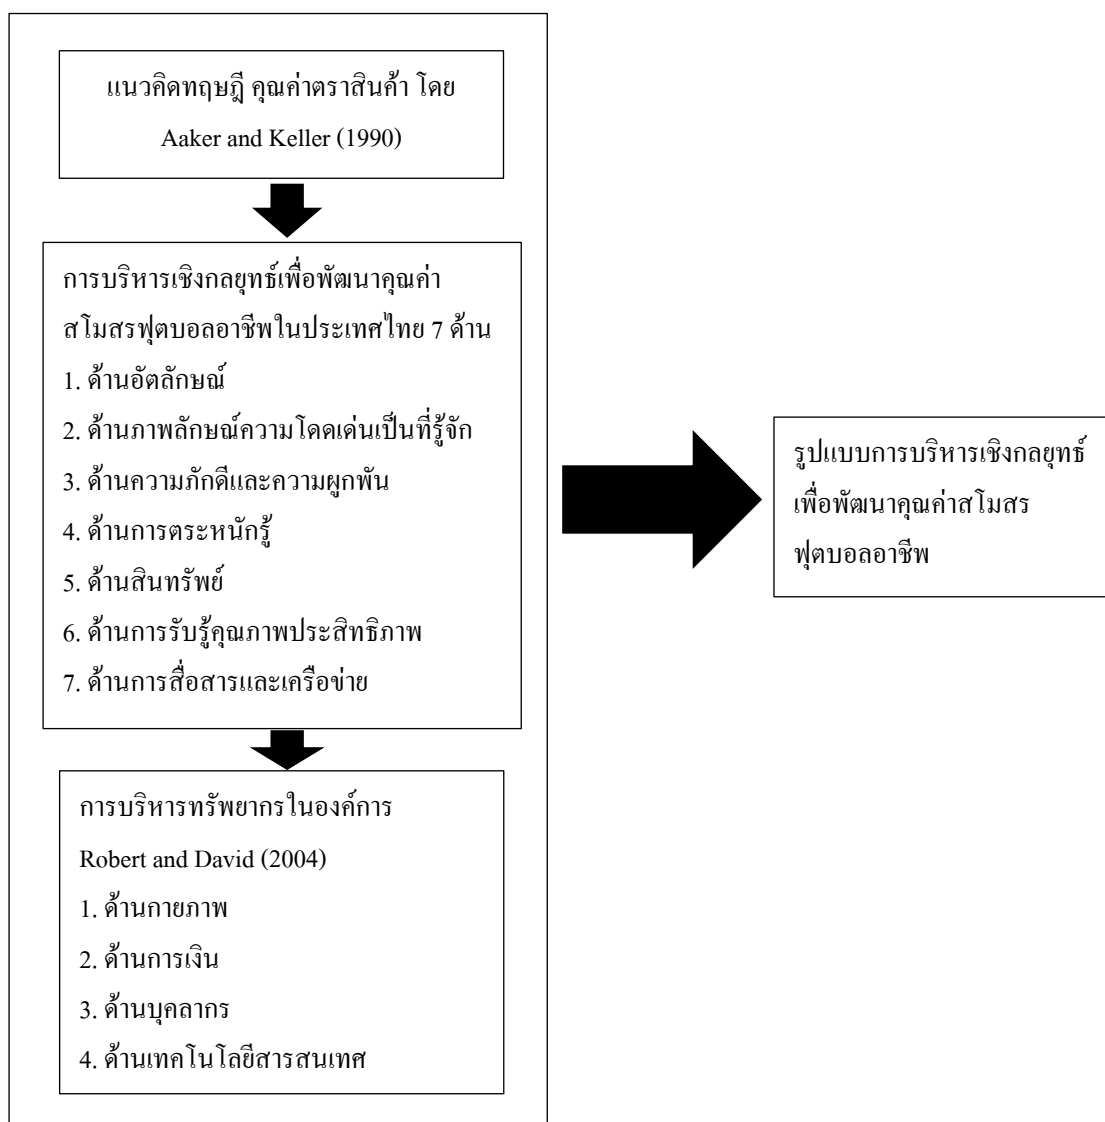 แนวคิดทฤษฎี คุณค่าตราสินค้า โดย
Aaker and Keller (1990)
การบริหารเชิงกลยุทธ์เพื่อพัฒนาคุณค่า
สโมสรฟุตบอลอาชีพในประเทศไทย 7 ด้าน
1. ด้านอัตลักษณ์
2. ด้านภาพลักษณ์ความโดดเด่นเป็นที่รู้จัก
3. ด้านความภักดีและความผูกพัน
4. ด้านการตระหนักรู้
5. ด้านสินทรัพย์
6. ด้านการรับรู้คุณภาพประสิทธิภาพ
7. ด้านการสื่อสารและเครือข่าย
การบริหารทรัพยากรในองค์การ
Robert and David (2004)
1. ด้านกายภาพ
2. ด้านการเงิน
3. ด้านบุคลากร
4. ด้านเทคโนโลยีสารสนเทศ
รูปแบบการบริหารเชิงกลยุทธ์
เพื่อพัฒนาคุณค่าสโมสร
ฟุตบอลอาชีพ